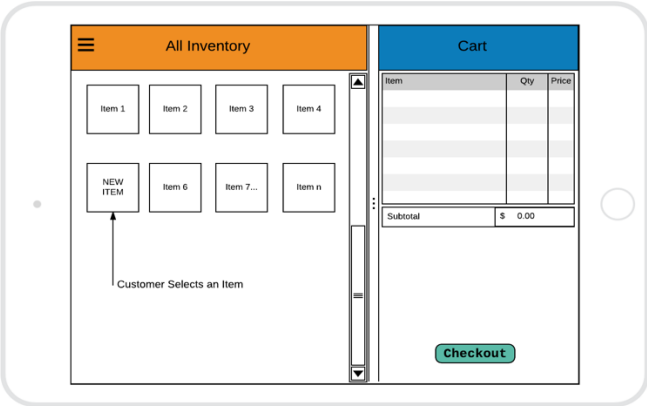 All Inventory
Cart
Item 1
Item 2
Item 3
Item 4
NEW
ITEM
Item 6
Item 7...
Item n
Customer Selects an Item
Item Qty Price
Subtotal $ 0.00
Checkout